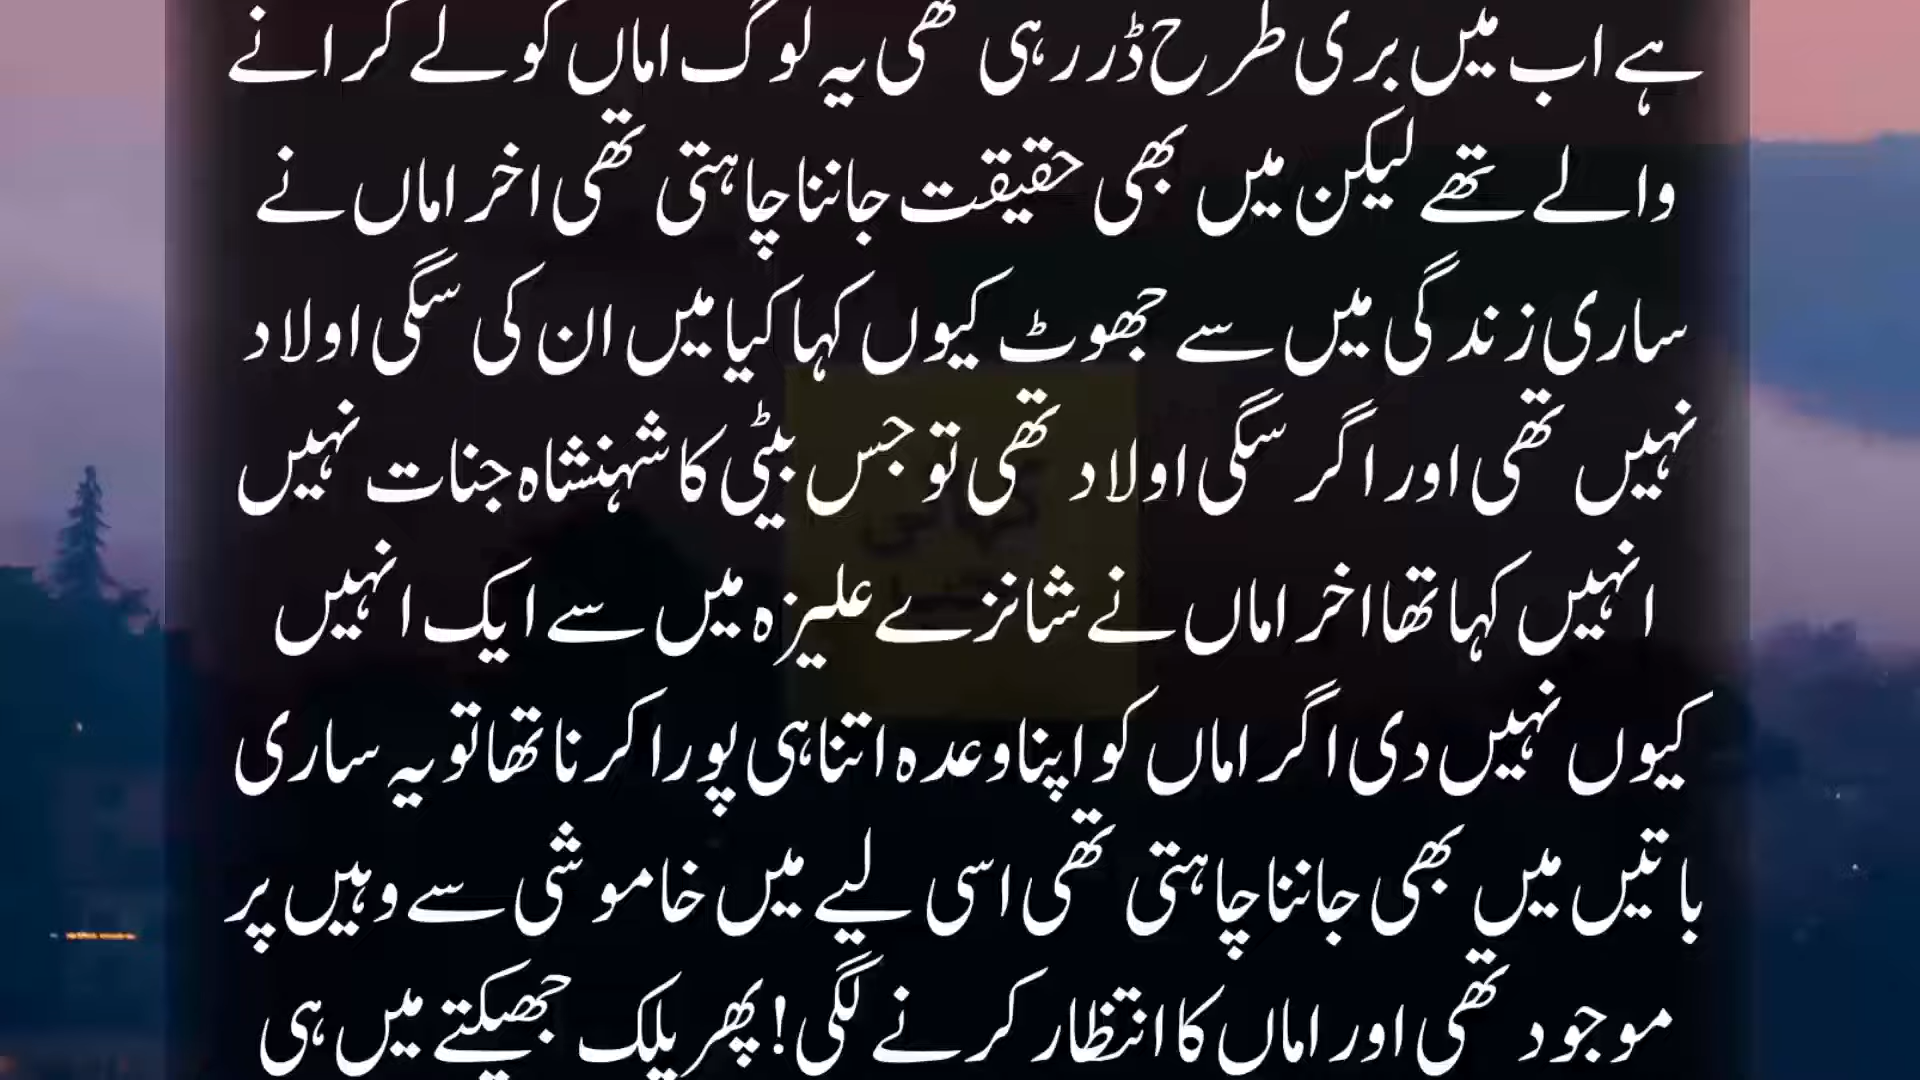 ہے اب میں بری طرح ڈر رہی تھی یہ لوگ اماں کو لے کر انے
والے تھے لیکن میں بھی حقیقت جاننا چاہتی تھی اخر اماں نے
ساری زندگی میں سے جھوٹ کیوں کہا کیا میں ان کی سگی اولاد
نہیں تھی اور اگر سگی اولاد تھی تو جس بیٹی کا شہنشاہ جنات نہیں
انہیں کہا تھا اخر اماں نے شانزے علیزہ میں سے ایک انہیں
کیوں نہیں دی اگر اماں کو اپنا وعدہ اتنا ہی پورا کرنا تھا تو یہ ساری
باتیں میں بھی جاننا چاہتی تھی اسی لیے میں خاموشی سے وہیں پر
موجود تھی اور اماں کا انتظار کرنے لگی! پھر پلک جھپکتے میں ہی